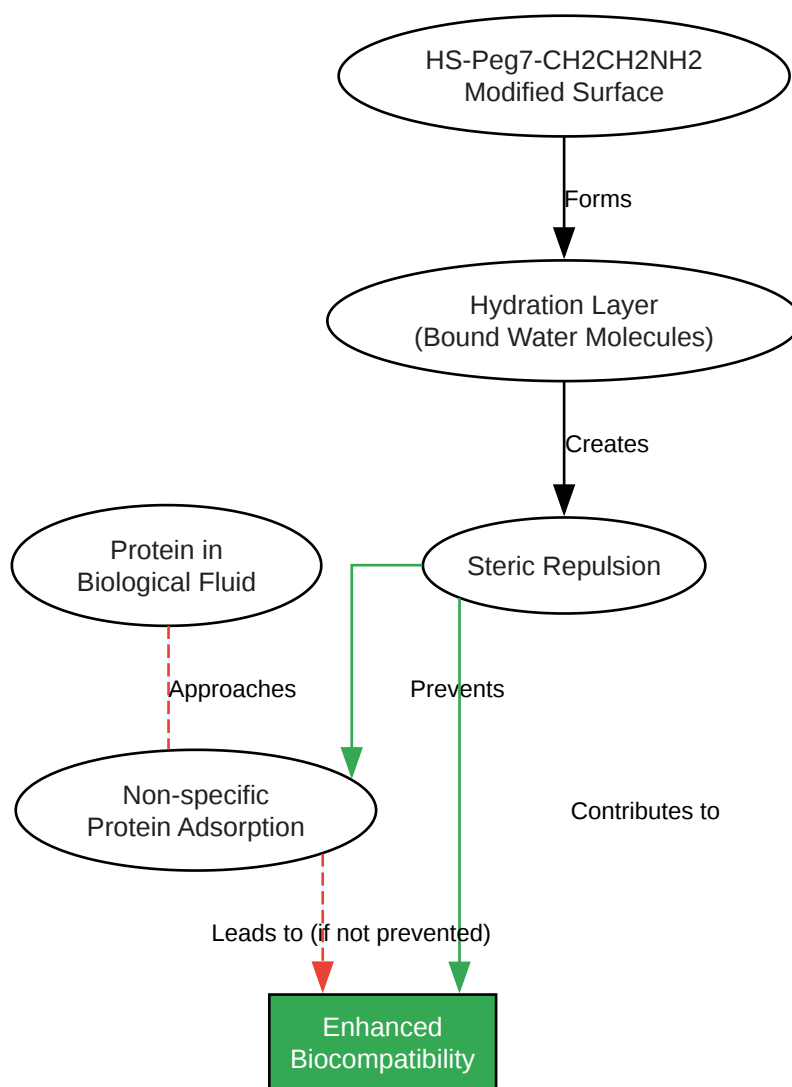 HS-Peg7-CH2CH2NH2
Modified Surface
Forms
Hydration Layer
(Bound Water Molecules)
Creates
Protein in
Biological Fluid
Steric Repulsion
Approaches
Prevents
Non-specific
Protein Adsorption
Contributes to
Leads to (if not prevented)
Enhanced
Biocompatibility